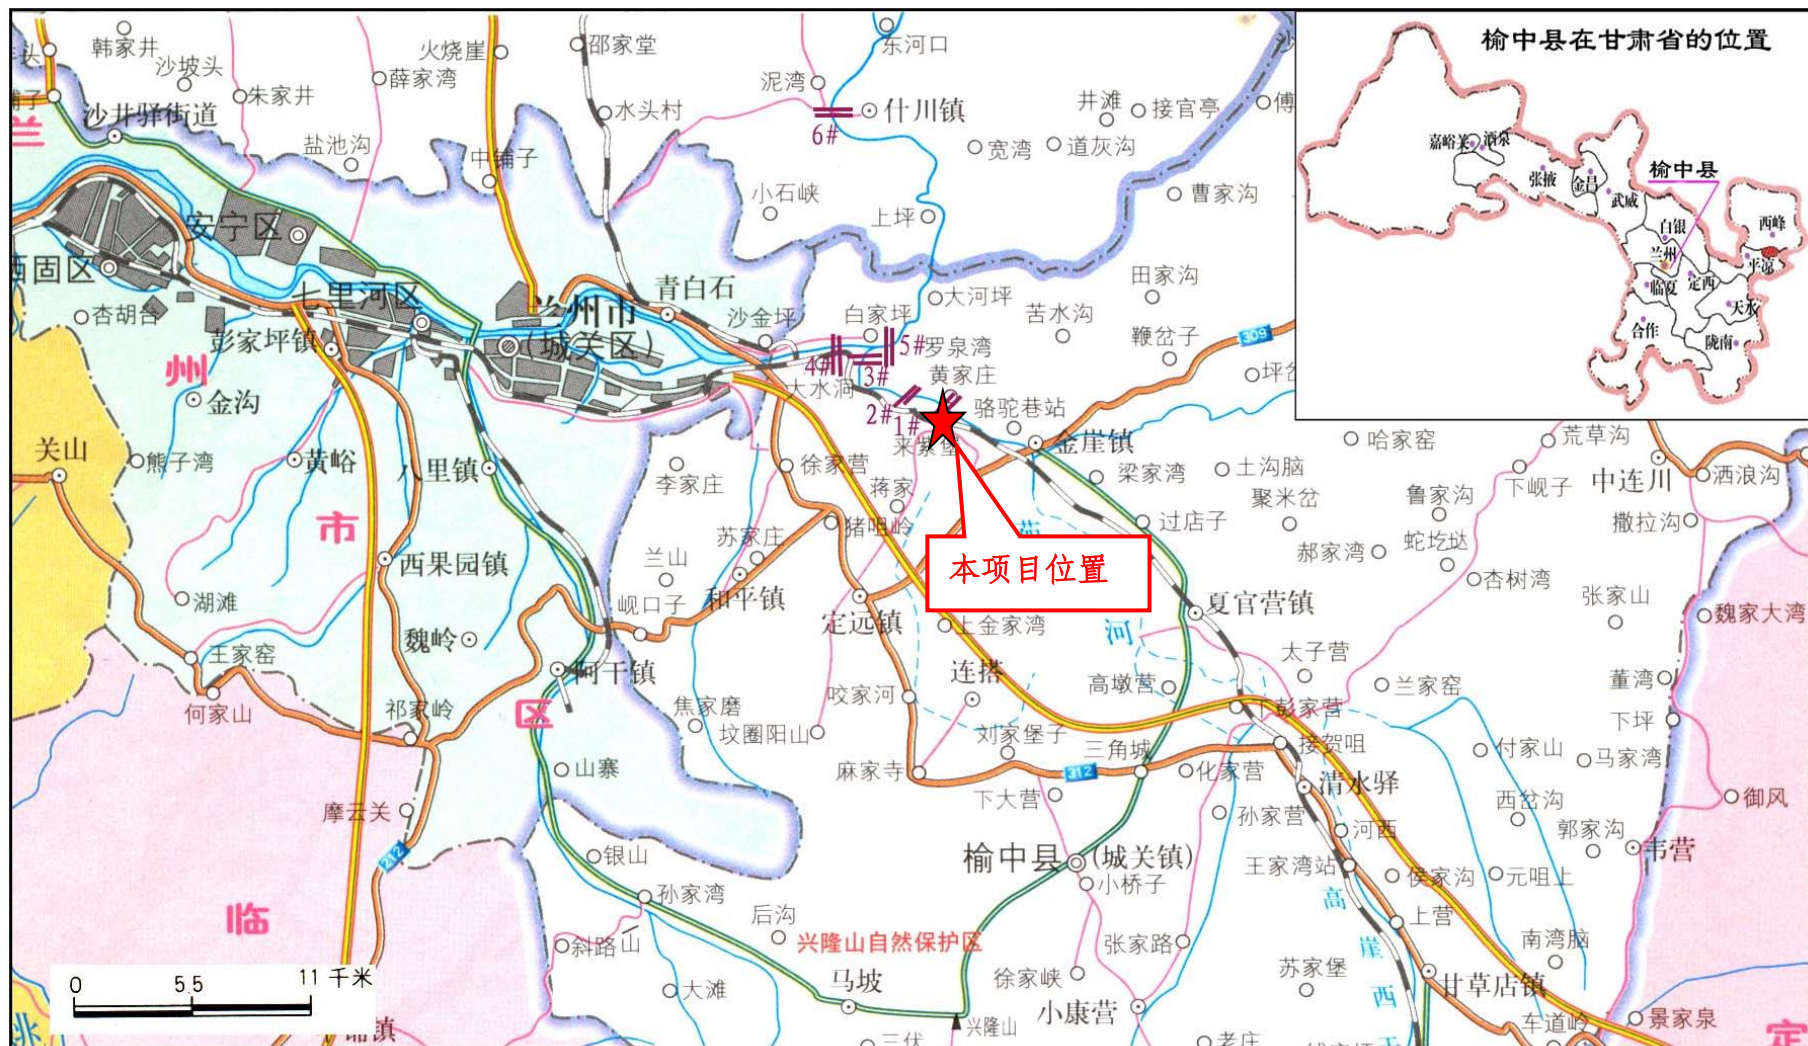 榆中县在甘肃省的位置
嘉峪关
酒泉
张掖
金昌
武威
榆中县
白银
兰州
西峰
平凉
临夏
定西
天水
合作
陇南
韩家井
火烧崖
邵家堂
东河口
沙坡头
薛家湾
泥湾
朱家井
沙井驿街道
水头村
什川镇
井滩
接官亭
6#
兰
盐池沟
中铺子
宽湾
道灰沟
小石峡
曹家沟
安宁区
上坪
西固区
田家沟
七里河区
青白石
大河坪
杏胡台
兰州市
(城关区)
沙金坪
白家坪
苦水沟
鞭岔子
309
彭家坪镇
5#
罗泉湾
4#
3#
黄家庄
州
大水洞
金沟
2#
1#
骆驼巷站
来紫堡
金崖镇
哈家窑
荒草沟
关山
熊子湾
黄峪
八里镇
徐家营
李家庄
梁家湾
土沟脑
下岘子
中连川
洒浪沟
蒋家
聚米岔
鲁家沟
市
猪咀岭
苑
过店子
撒拉沟
苏家庄
蛇圪垯
郝家湾
西果园镇
兰山
本项目位置
杏树湾
湖滩
岘口子
和平镇
定远镇
夏官营镇
张家山
魏家大湾
魏岭
上金家湾
河
王家窑
阿干镇
连搭
太子营
咬家河
高墩营
兰家窑
董湾
何家山
祁家岭
区
焦家磨
坟圈阳山
彭家营
下坪
刘家堡子
三角城
接贺咀
付家山
马家湾
山寨
麻家寺
312
化家营
清水驿
下大营
西岔沟
御风
摩云关
孙家营
河西
郭家沟
212
银山
榆中县
(城关镇)
王家湾站
韦营
小桥子
侯家沟
元咀上
孙家湾
高
临
后沟
上营
斜路山
兴隆山自然保护区
张家路
崖
南湾脑
徐家峡
苏家堡
0
5.5
11 千米
大滩
马坡
小康营
西
甘草店镇
兴隆山
车道岭
景家泉
三伏
老庄
定